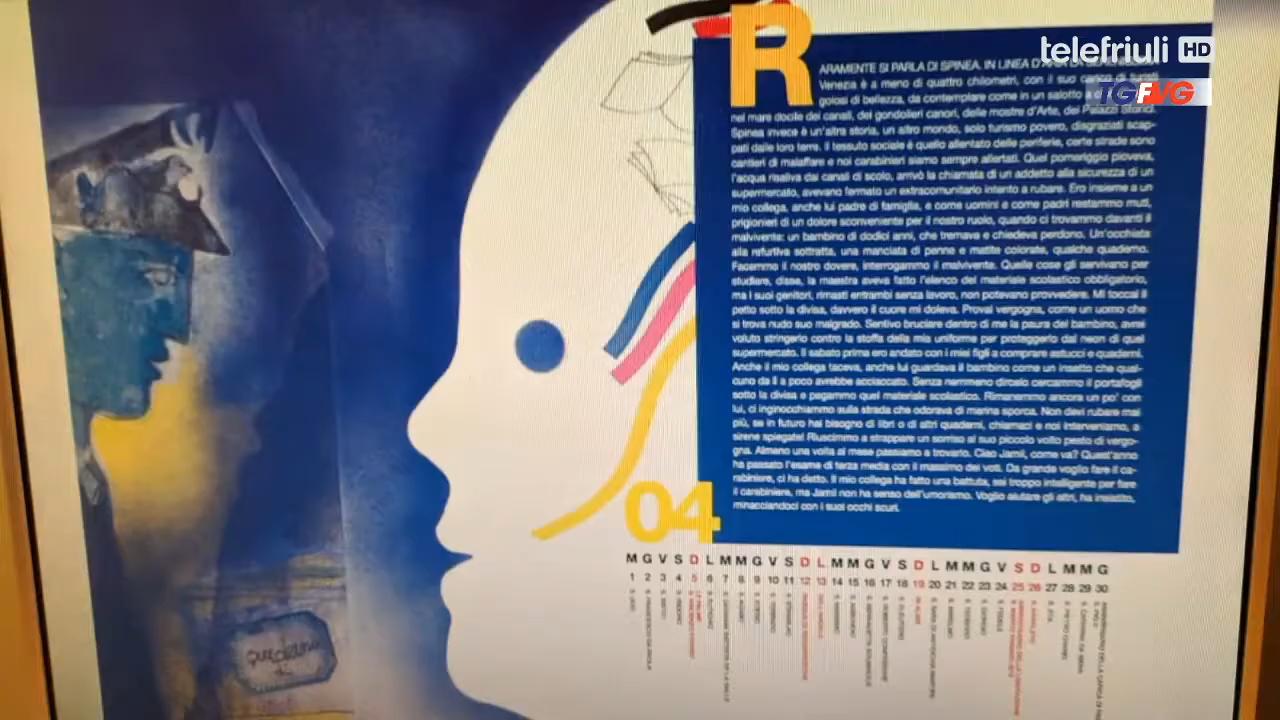 telefriuli HD
TGFVG
R
ARAMENTE SI PARLA DI SPINEA. IN LINEA D'ARIA
Venezia è a meno di quattro chilometri, con il suo carico di turisti
golosi di bellezza, da contemplare come in un salotto a
nel mare docile dei canali, dei gondolieri canori, delle mostre d'Arte, dei Palazzi Storici.
Spinea invece è un'altra storia, un altro mondo, solo turismo povero, disgraziati scap-
pati dalle loro terre. Il tessuto sociale è quello allentato delle periferie, certe strade sono
cantieri di malaffare e noi carabinieri siamo sempre allertati. Quel pomeriggio pioveva,
l'acqua risaliva dai canali di scolo, arrivò la chiamata di un addetto alla sicurezza di un
supermercato, avevano fermato un extracomunitario intento a rubare. Ero insieme a un
mio collega, anche lui padre di famiglia, e come uomini e come padri restammo muti,
prigionieri di un dolore sconveniente per il nostro ruolo, quando ci trovammo davanti il
malvivente: un bambino di dodici anni, che tremava e chiedeva perdono. Un'occhiata
alla refurtiva sottratta, una manciata di penne e matite colorate, qualche quaderno.
Facemmo il nostro dovere, interrogammo il malvivente. Quelle cose gli servivano per
studiare, disse, la maestra aveva fatto l'elenco del materiale scolastico obbligatorio,
ma i suoi genitori, rimasti entrambi senza lavoro, non potevano provvedere. Mi toccai il
petto sotto la divisa, davvero il cuore mi doleva. Provai vergogna, come un uomo che
si trova nudo suo malgrado. Sentivo bruciare dentro di me la paura del bambino, avrei
voluto stringerlo contro la stoffa della mia uniforme per proteggerlo dal neon di quel
supermercato. Il sabato prima ero andato con i miei figli a comprare astucci e quaderni.
Anche il mio collega taceva, anche lui guardava il bambino come un insetto che qual-
cuno da lì a poco avrebbe acciaccato. Senza nemmeno dircelo cercammo il portafogli
sotto la divisa e pagammo quel materiale scolastico. Rimanemmo ancora un po' con
lui, ci inginocchiammo sulla strada che odorava di marina sporca. Non devi rubare mai
più, se in futuro hai bisogno di libri o di altri quaderni, chiamaci e noi interveniamo, a
sirene spiegate! Riuscimmo a strappare un sorriso al suo piccolo volto pesto di vergo-
gna. Almeno una volta al mese passiamo a trovarlo. Ciao Jamil, come va? Quest'anno
ha passato l'esame di terza media con il massimo dei voti. Da grande voglio fare il ca-
rabiniere, ci ha detto. Il mio collega ha fatto una battuta, sei troppo intelligente per fare
il carabiniere, ma Jamil non ha senso dell'umorismo. Voglio aiutare gli altri, ha insistito,
minacciandoci con i suoi occhi scuri.
04
M G V S D L M M G V S D L M M G V S D L M M G V S D L M M G
1 2 3 4 5 6 7 8 9 10 11 12 13 14 15 16 17 18 19 20 21 22 23 24 25 26 27 28 29 30
quaderno
di